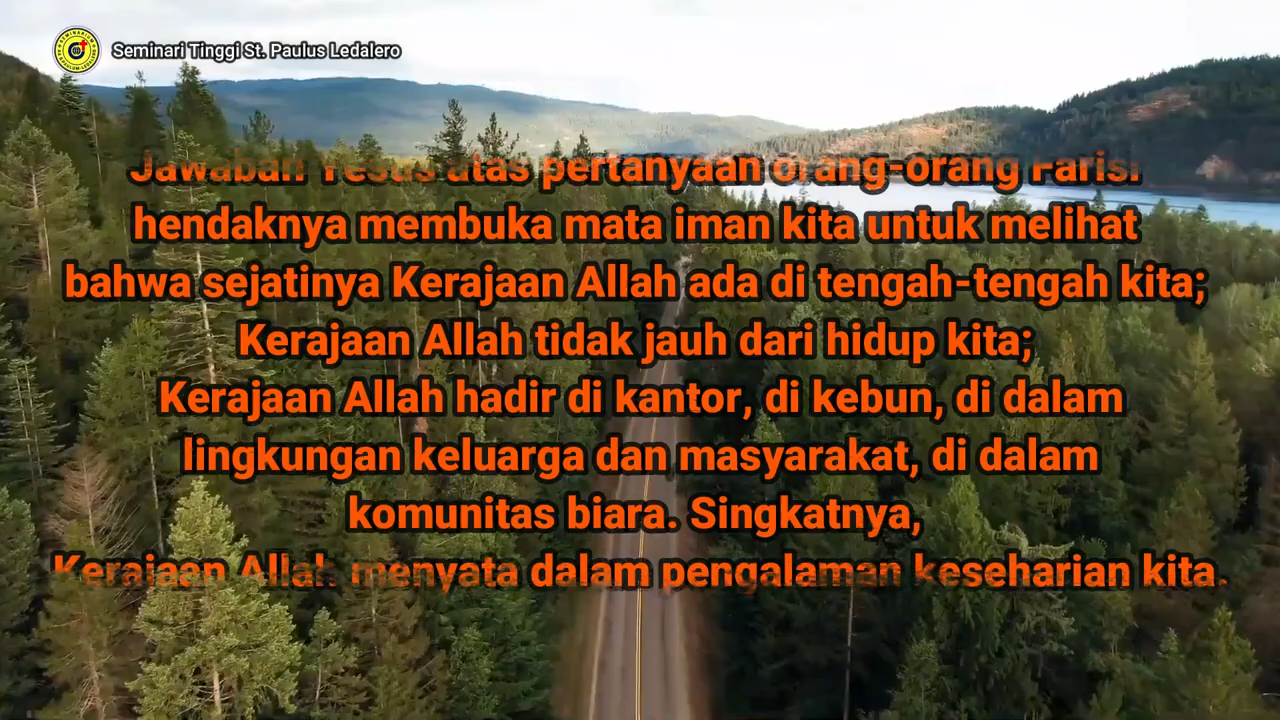 Seminari Tinggi St. Paulus Ledalero
Jawaban Yesus atas pertanyaan orang-orang Farisi
hendaknya membuka mata iman kita untuk melihat
bahwa sejatinya Kerajaan Allah ada di tengah-tengah kita;
Kerajaan Allah tidak jauh dari hidup kita;
Kerajaan Allah hadir di kantor, di kebun, di dalam
lingkungan keluarga dan masyarakat, di dalam
komunitas biara. Singkatnya,
Kerajaan Allah menyata dalam pengalaman keseharian kita.